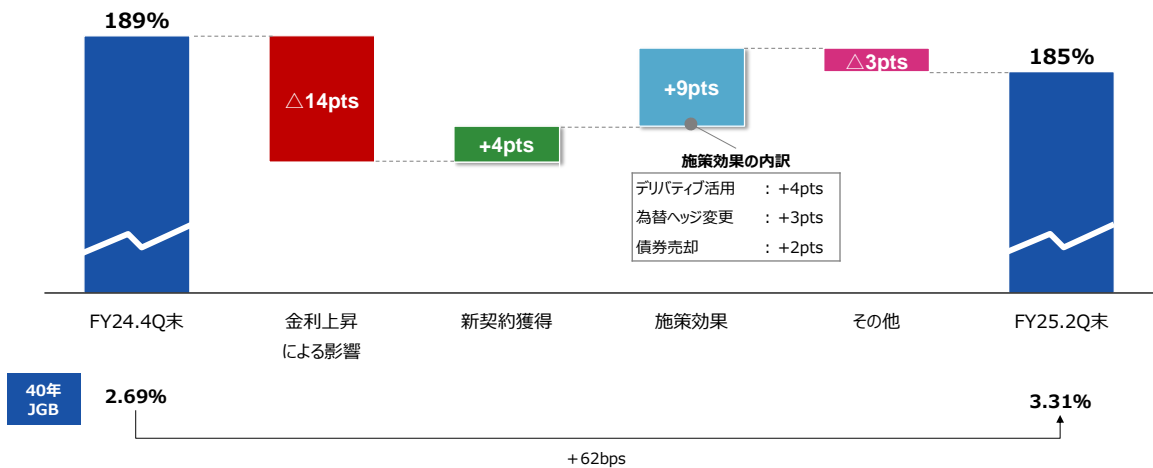 189%
△14pts
+4pts
+9pts
△3pts
185%
施策効果の内訳
デリバティブ活用 : +4pts
為替ヘッジ変更 : +3pts
債券売却 : +2pts
FY24.4Q末
金利上昇
による影響
新契約獲得
施策効果
その他
FY25.2Q末
40年
JGB
2.69%
3.31%
+62bps